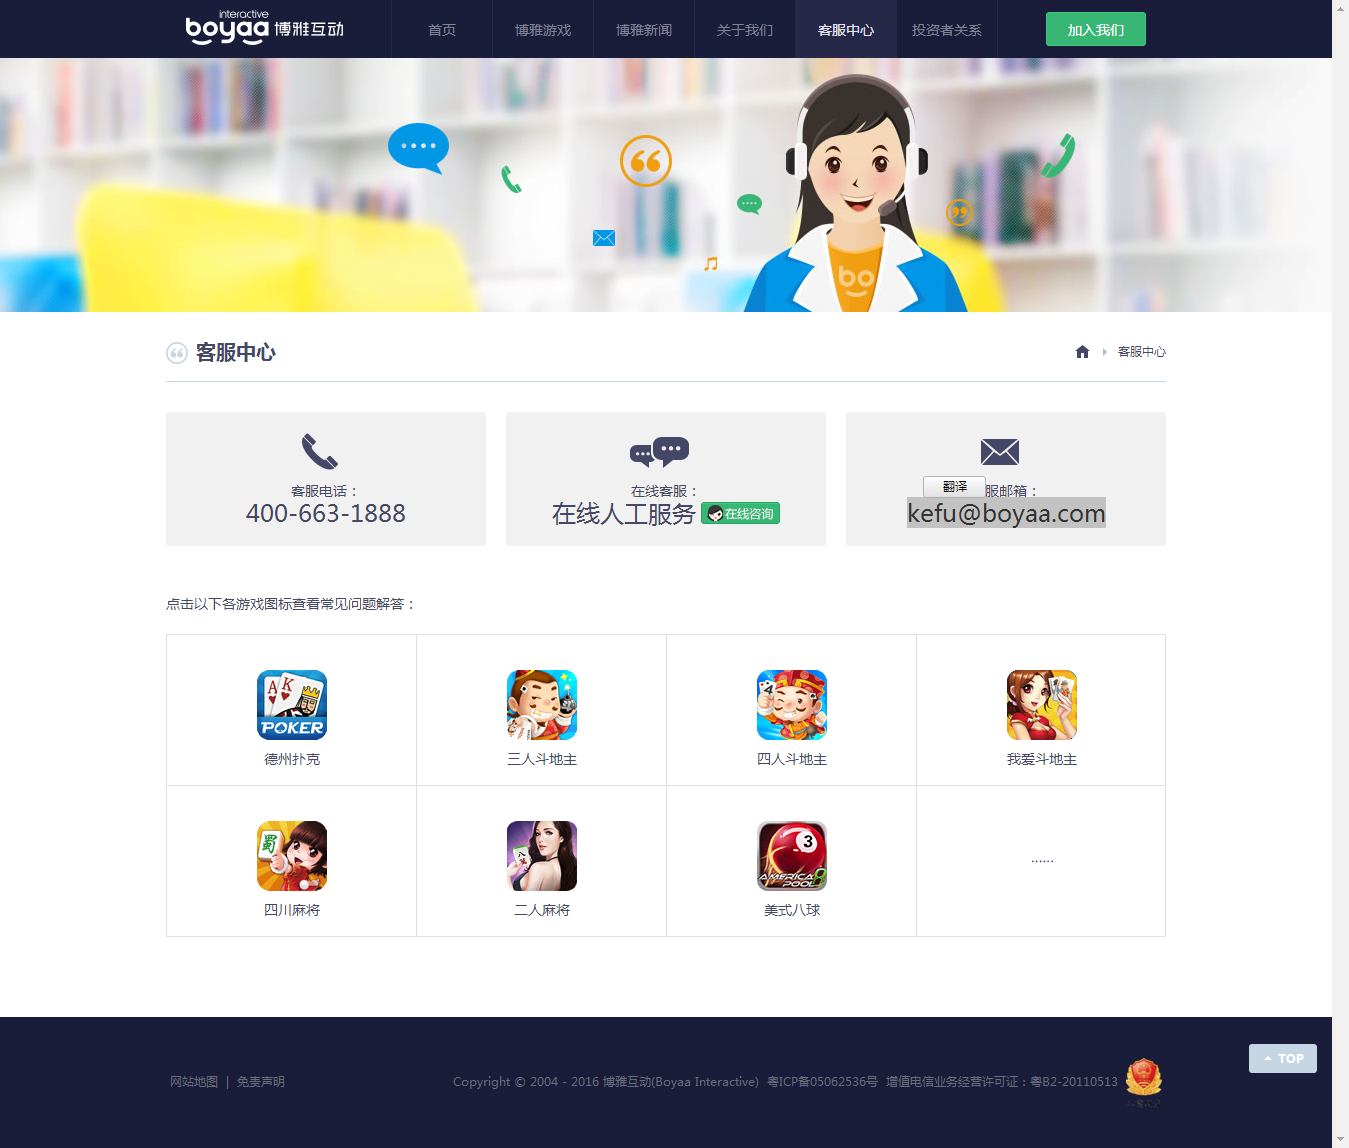 interactive
boyaa 博雅互动
首页
博雅游戏
博雅新闻
关于我们
客服中心
投资者关系
加入我们
bo
客服中心
客服中心
客服电话：
400-663-1888
在线客服：
在线人工服务 在线咨询
翻译 服邮箱：
kefu@boyaa.com
点击以下各游戏图标查看常见问题解答：
A K
POKER
德州扑克
三人斗地主
4
四人斗地主
我爱斗地主
蜀
四川麻将
八
二人麻将
3
AMERICA 8
POOL
美式八球
......
TOP
网站地图 | 免责声明
Copyright © 2004 - 2016 博雅互动(Boyaa Interactive) 粤ICP备05062536号 增值电信业务经营许可证：粤B2-20110513